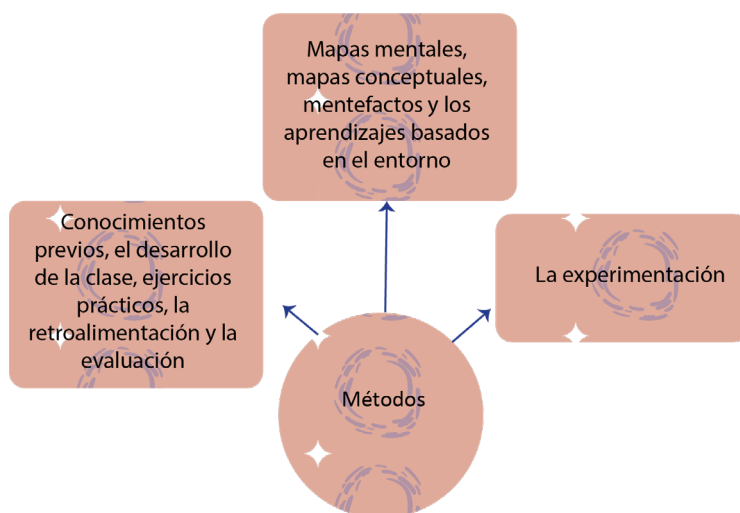 Mapas mentales,
mapas conceptuales,
mentefactos y los
aprendizajes basados
en el entorno
Conocimientos
previos, el desarrollo
de la clase, ejercicios
prácticos, la
retroalimentación y la
evaluación
La experimentación
Métodos